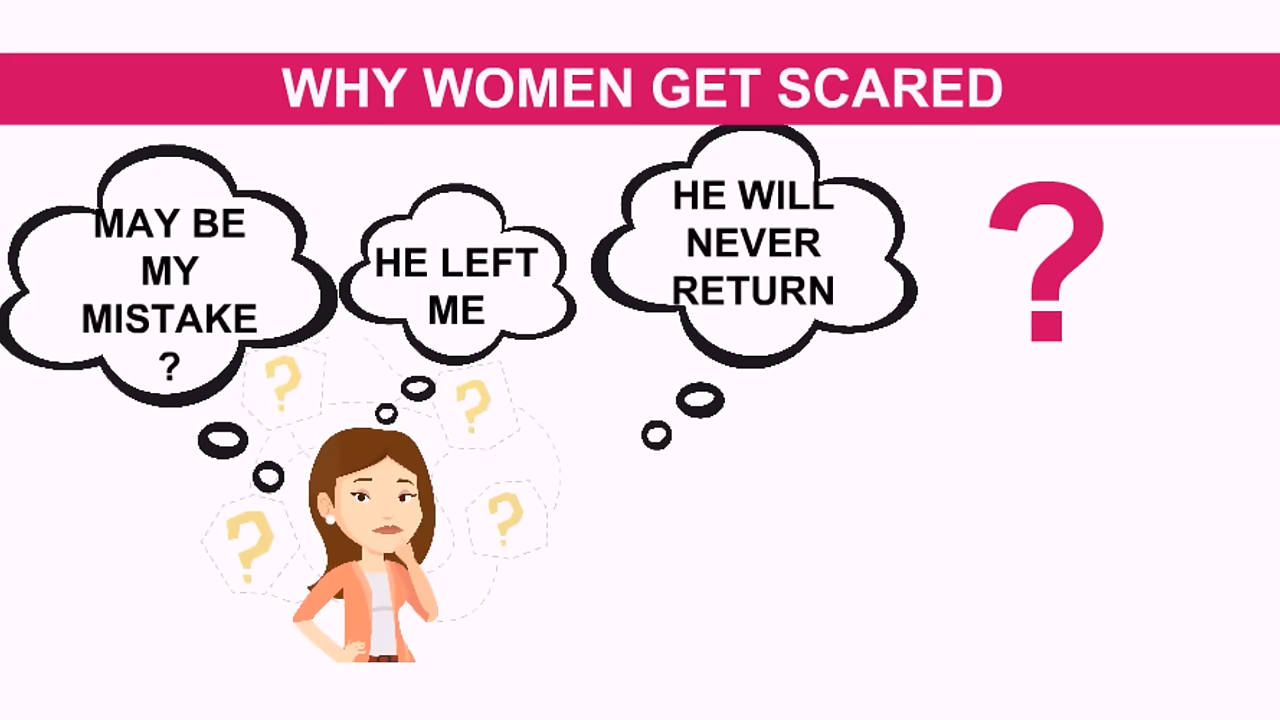 WHY WOMEN GET SCARED
MAY BE
MY
MISTAKE
?
HE LEFT
ME
HE WILL
NEVER
RETURN
?
?
?
?
?